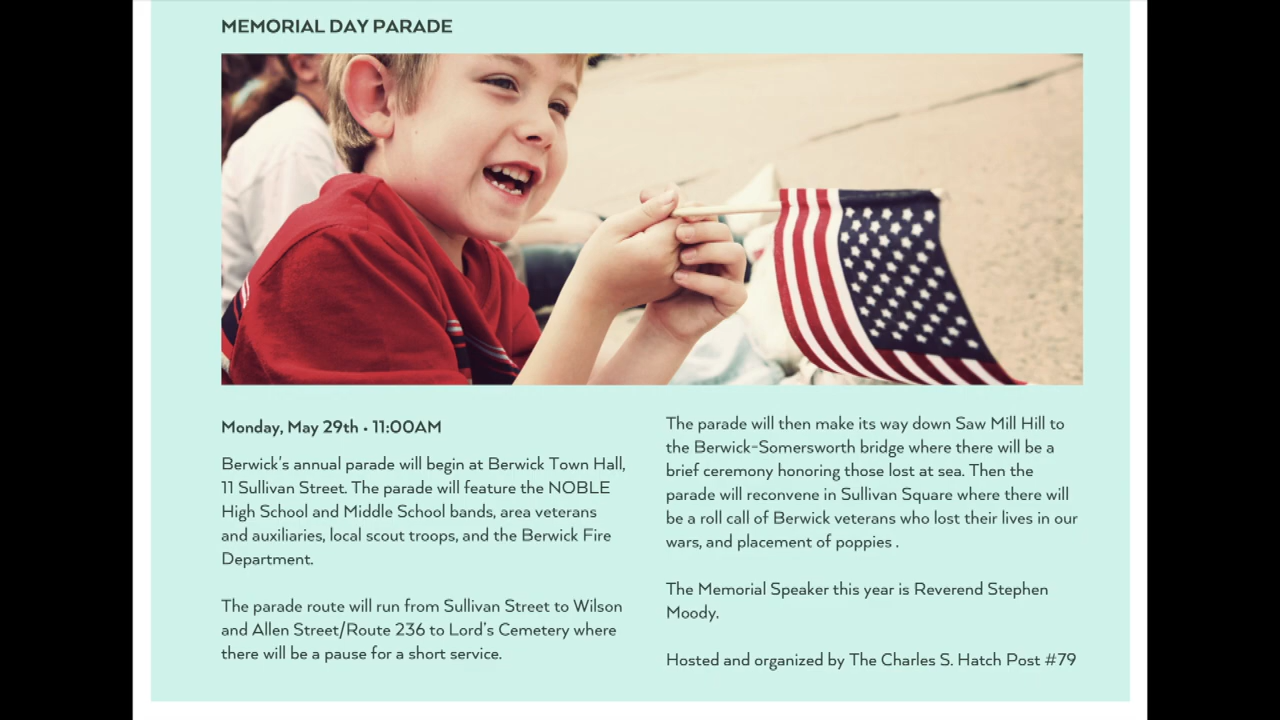 MEMORIAL DAY PARADE
Monday, May 29th • 11:00AM
Berwick's annual parade will begin at Berwick Town Hall,
11 Sullivan Street. The parade will feature the NOBLE
High School and Middle School bands, area veterans
and auxiliaries, local scout troops, and the Berwick Fire
Department.
The parade route will run from Sullivan Street to Wilson
and Allen Street/Route 236 to Lord's Cemetery where
there will be a pause for a short service.
The parade will then make its way down Saw Mill Hill to
the Berwick-Somersworth bridge where there will be a
brief ceremony honoring those lost at sea. Then the
parade will reconvene in Sullivan Square where there will
be a roll call of Berwick veterans who lost their lives in our
wars, and placement of poppies .
The Memorial Speaker this year is Reverend Stephen
Moody.
Hosted and organized by The Charles S. Hatch Post #79